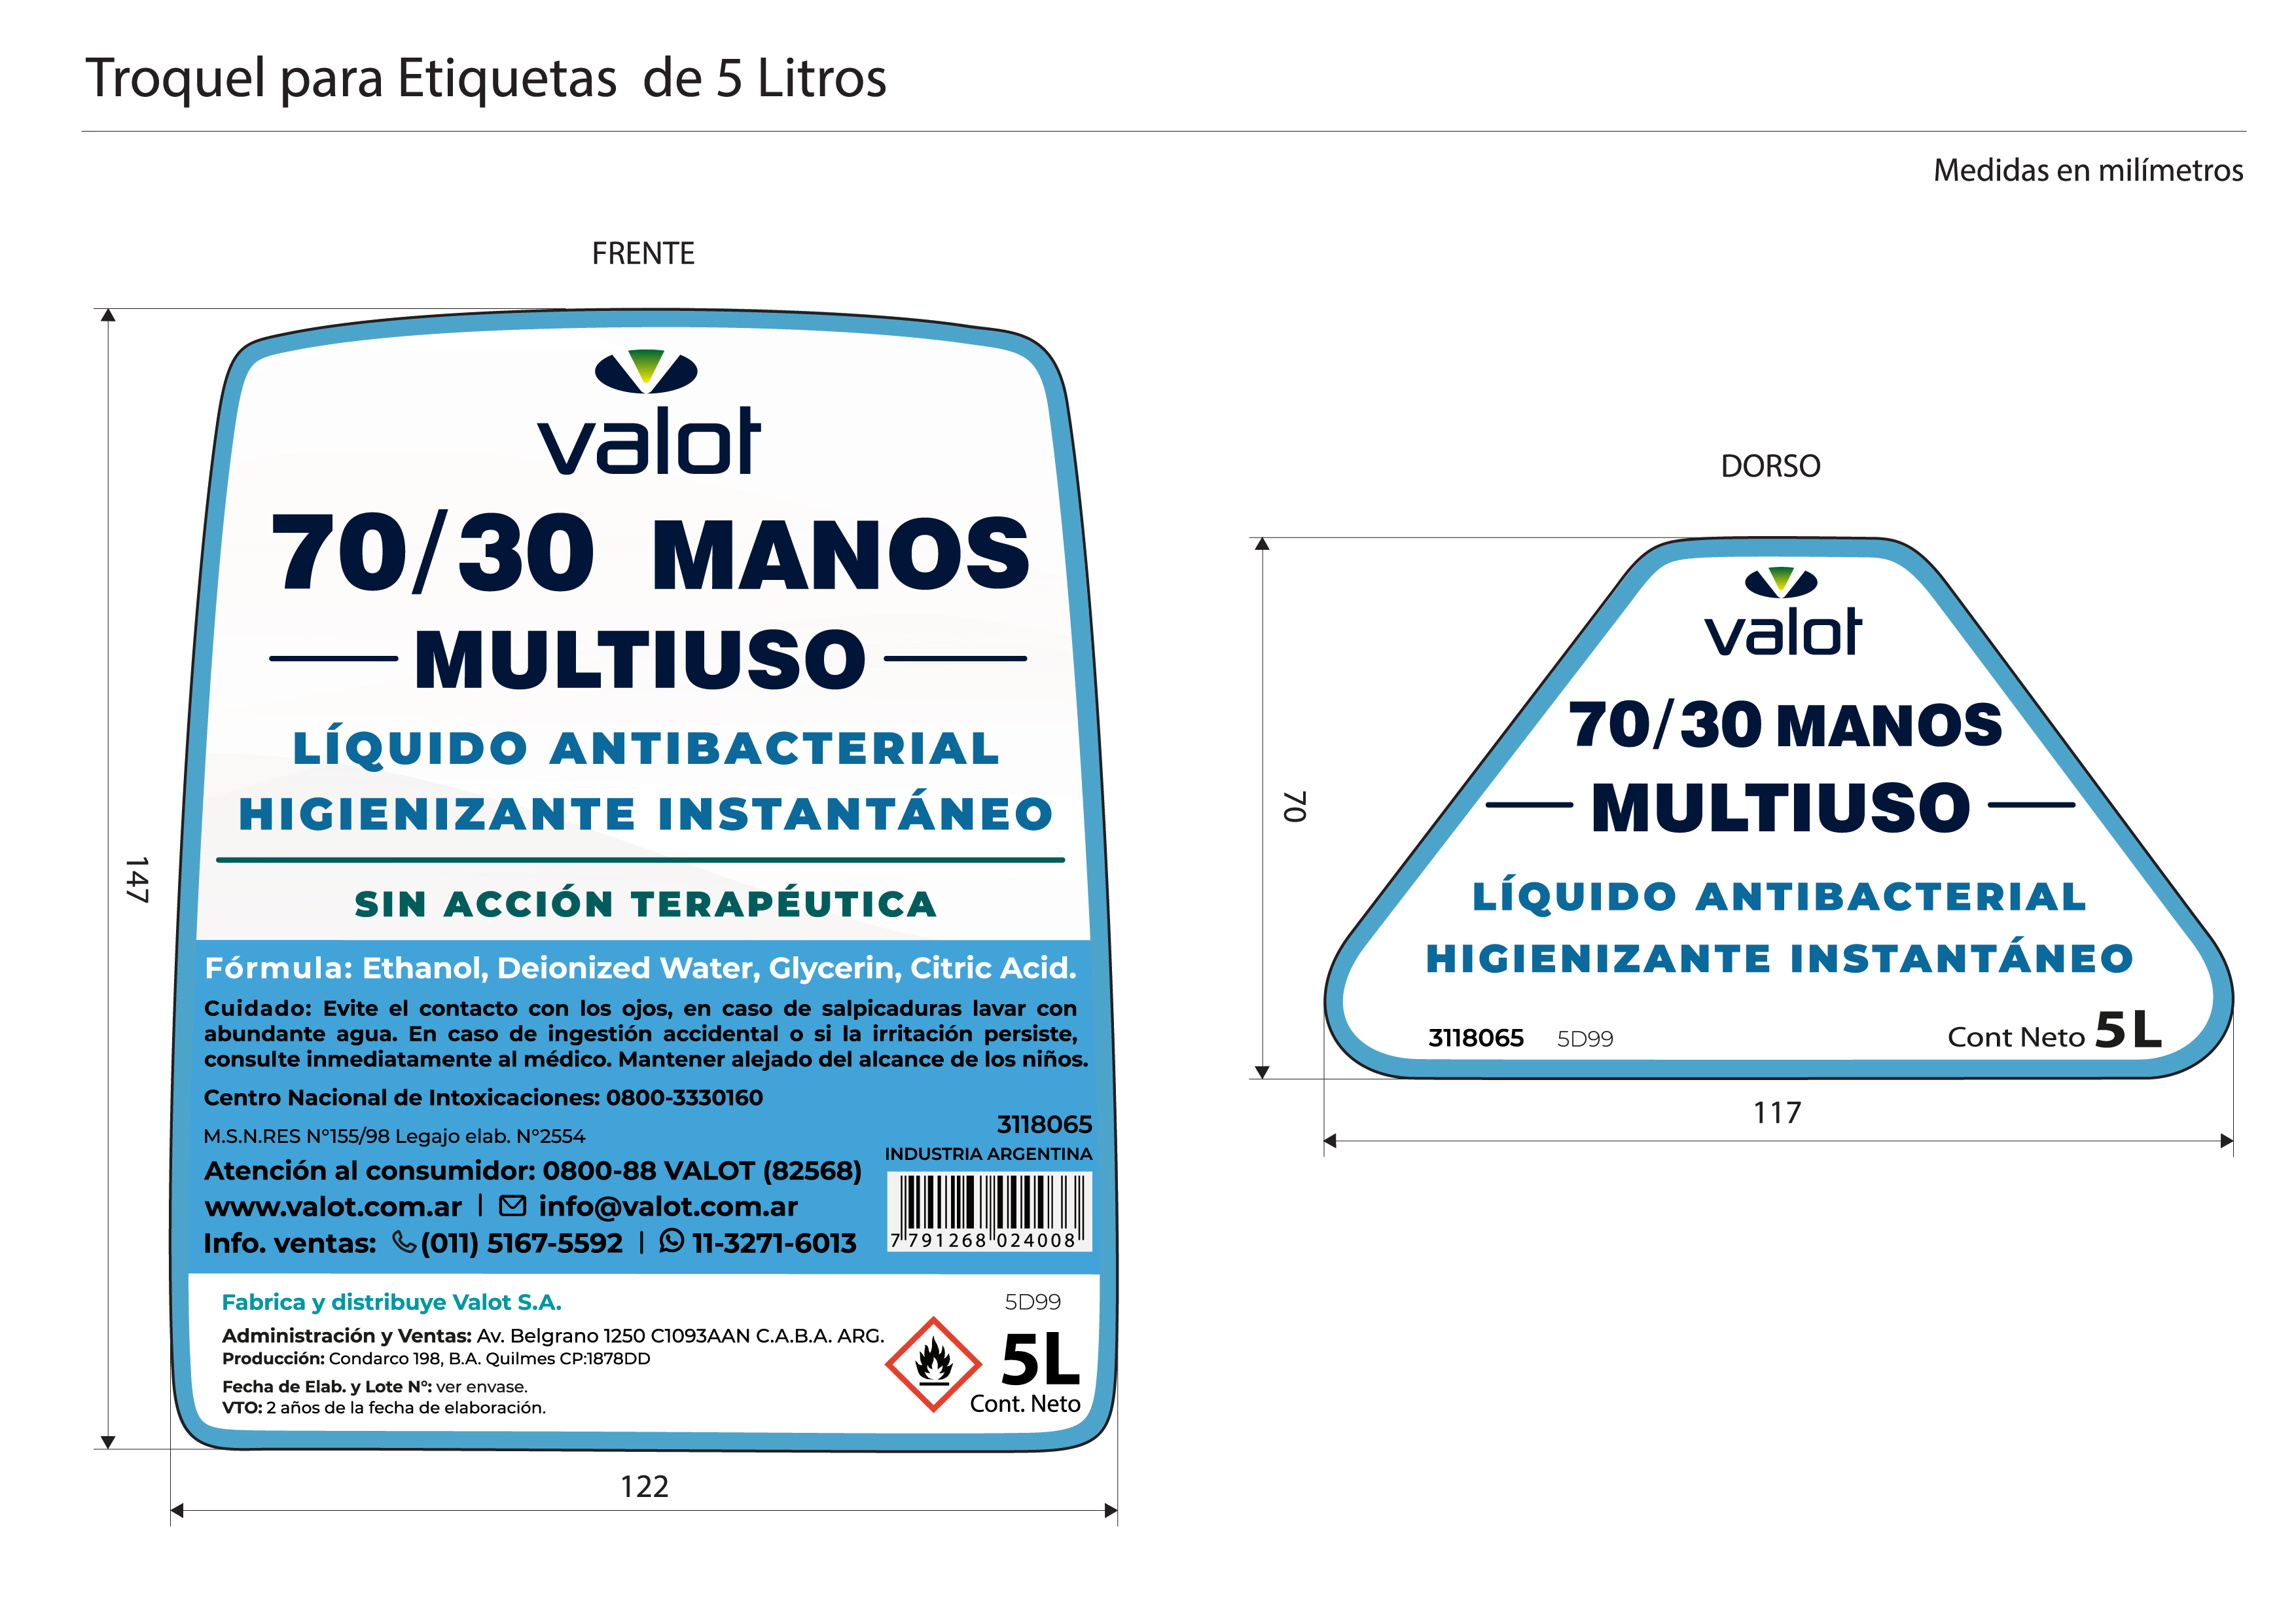 Troquel para Etiquetas de 5 Litros
Medidas en milímetros
FRENTE
valot
70/30 MANOS
MULTIUSO
LÍQUIDO ANTIBACTERIAL
HIGIENIZANTE INSTANTÁNEO
SIN ACCIÓN TERAPÉUTICA
Fórmula: Ethanol, Deionized Water, Glycerin, Citric Acid.
Cuidado: Evite el contacto con los ojos, en caso de salpicaduras lavar con
abundante agua. En caso de ingestión accidental o si la irritación persiste,
consulte inmediatamente al médico. Mantener alejado del alcance de los niños.
Centro Nacional de Intoxicaciones: 0800-3330160
M.S.N.RES N°155/98 Legajo elab. N°2554
Atención al consumidor: 0800-88 VALOT (82568)
www.valot.com.ar | info@valot.com.ar
Info. ventas: (011) 5167-5592 | 11-3271-6013
3118065
INDUSTRIA ARGENTINA
7 791268 024008
Fabrica y distribuye Valot S.A.
Administración y Ventas: Av. Belgrano 1250 C1093AAN C.A.B.A. ARG.
Producción: Condarco 198, B.A. Quilmes CP:1878DD
Fecha de Elab. y Lote N°: ver envase.
VTO: 2 años de la fecha de elaboración.
5D99
5L
Cont. Neto
147
122
DORSO
valot
70/30 MANOS
MULTIUSO
LÍQUIDO ANTIBACTERIAL
HIGIENIZANTE INSTANTÁNEO
3118065 5D99 Cont Neto 5L
70
117